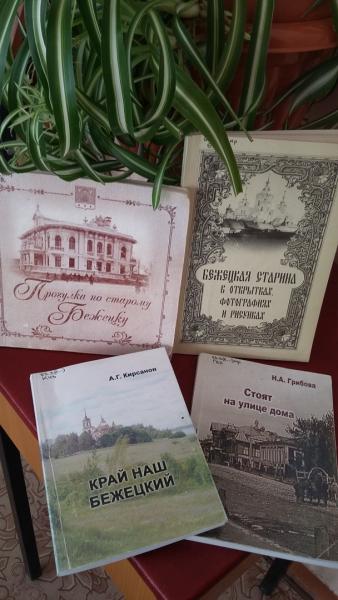 Прогулка по старому
Бежецку
БЕЖЕЦКАЯ СТАРИНА
В ОТКРЫТКАХ,
ФОТОГРАФИЯХ
И РИСУНКАХ
А.Г. Кирсанов
КРАЙ НАШ
БЕЖЕЦКИЙ
Н.А. Грибова
Стоят
на улице дома